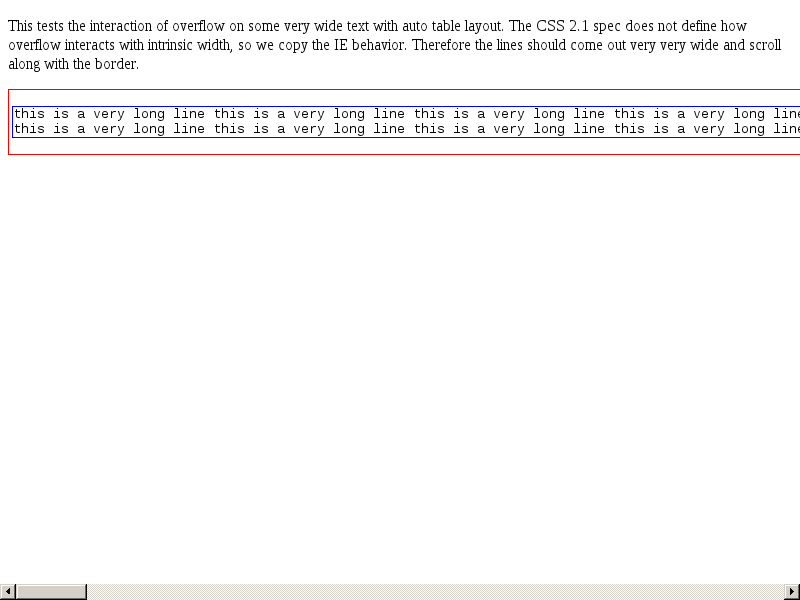 This tests the interaction of overflow on some very wide text with auto table layout. The CSS 2.1 spec does not define how
overflow interacts with intrinsic width, so we copy the IE behavior. Therefore the lines should come out very very wide and scroll
along with the border.
this is a very long line this is a very long line this is a very long line this is a very long line
this is a very long line this is a very long line this is a very long line this is a very long line